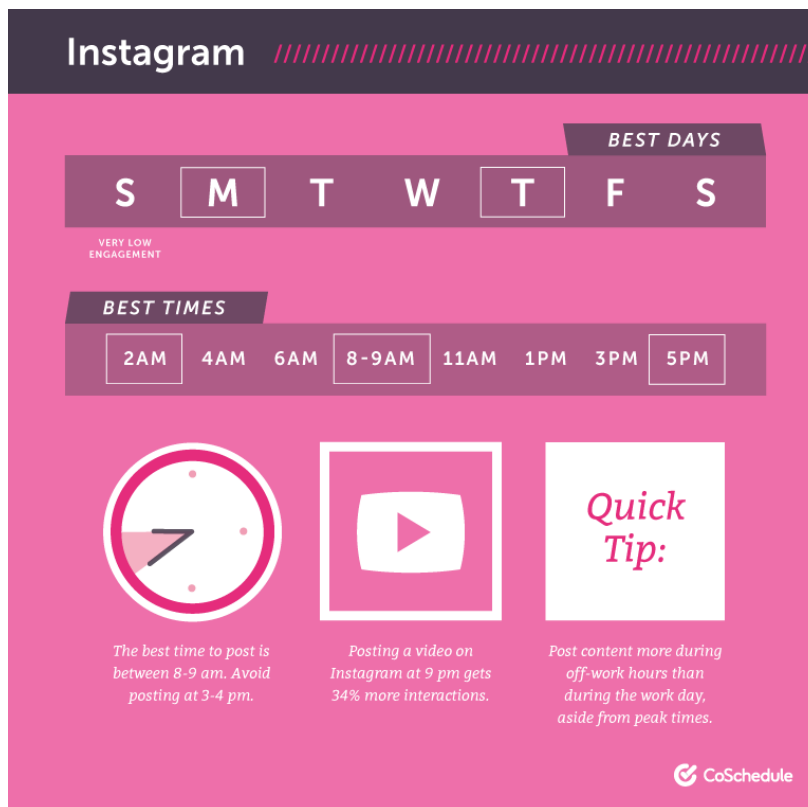 Instagram
BEST DAYS
S M T W T F S
VERY LOW
ENGAGEMENT
BEST TIMES
2AM 4AM 6AM 8-9AM 11AM 1PM 3PM 5PM
The best time to post is
between 8-9 am. Avoid
posting at 3-4 pm.
Posting a video on
Instagram at 9 pm gets
34% more interactions.
Quick
Tip:
Post content more during
off-work hours than
during the work day,
aside from peak times.
CoSchedule